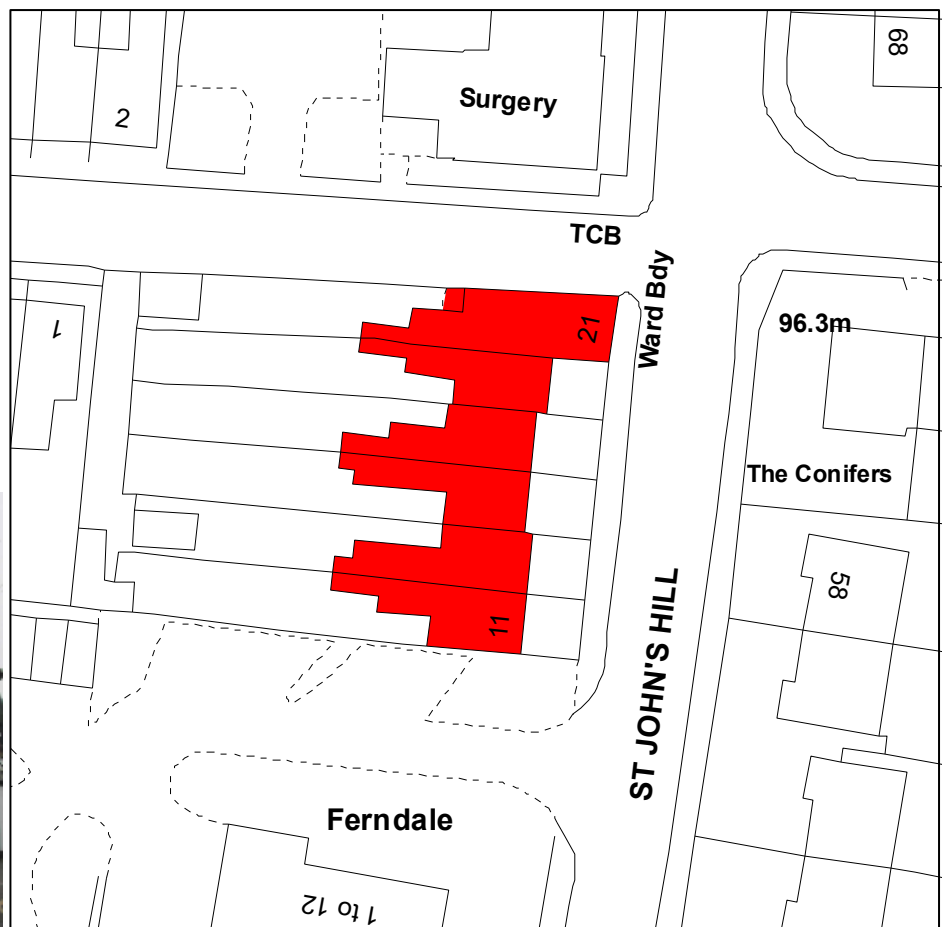 68
Surgery
2
TCB
Ward Bdy
21
1
96.3m
The Conifers
58
11
ST JOHN'S HILL
Ferndale
1 to 12